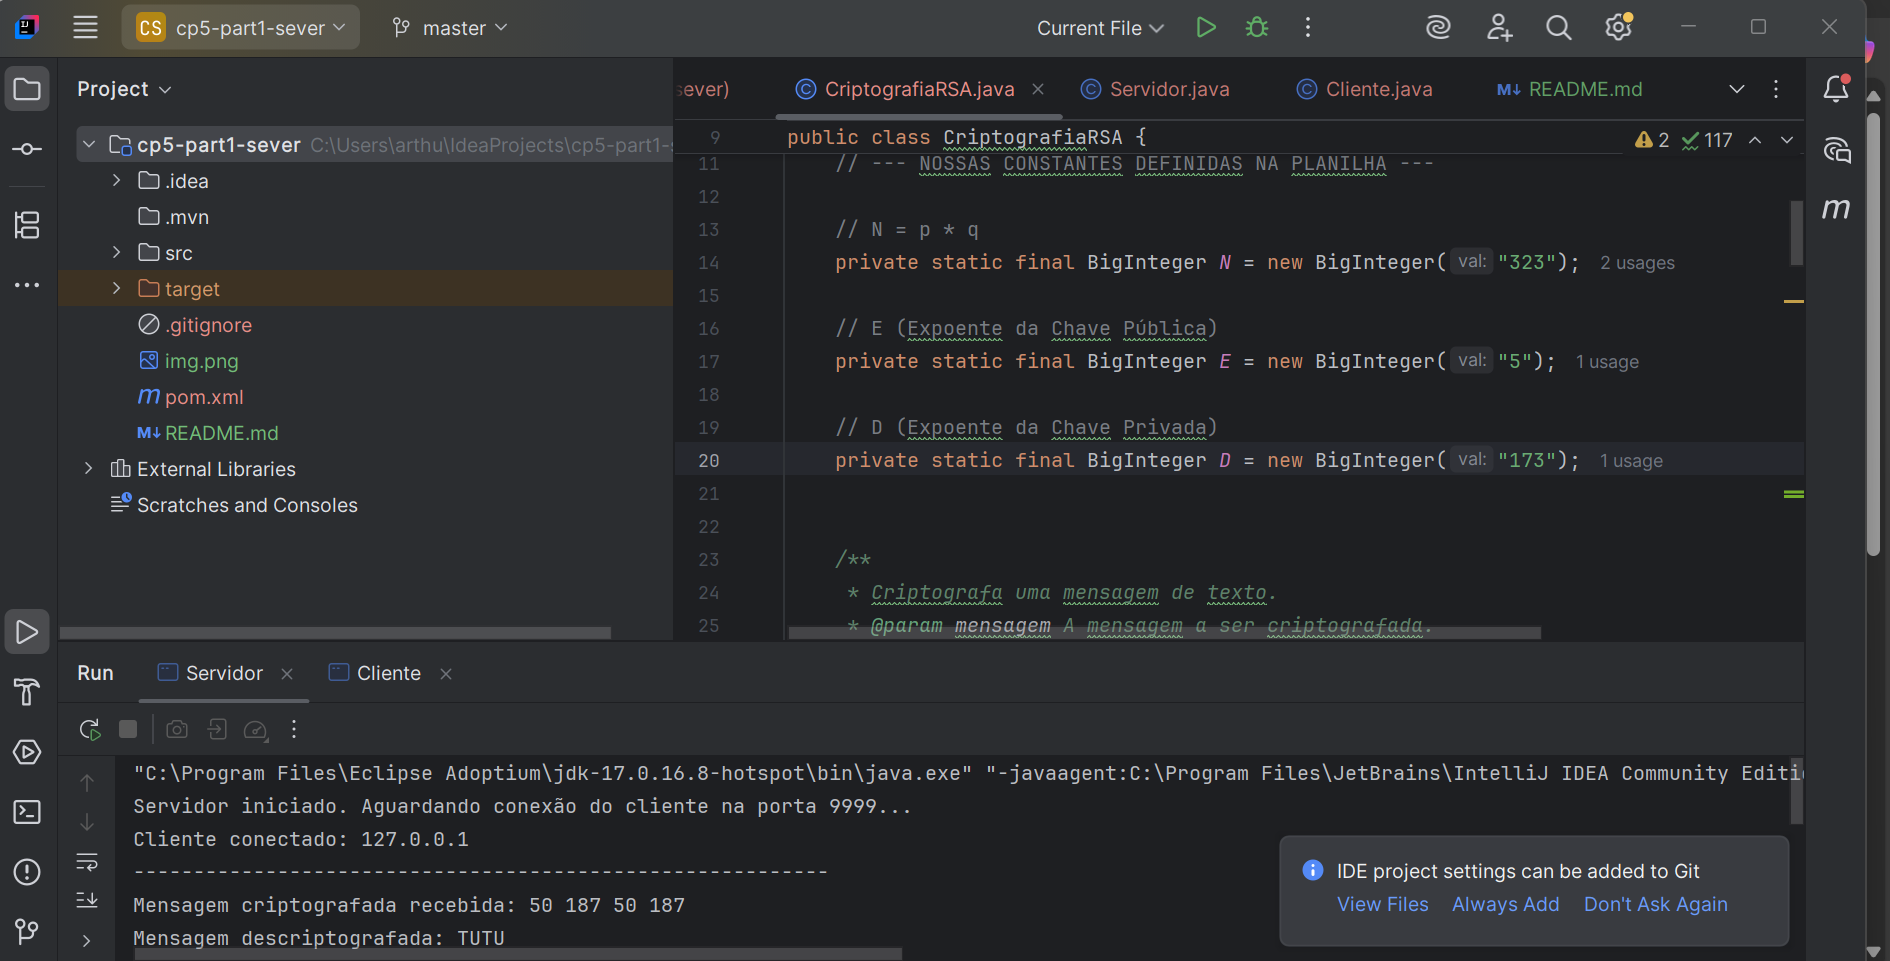 CS cp5-part1-sever master Current File
Project
cp5-part1-sever C:\Users\arthu\IdeaProjects\cp5-part1-s
.idea
.mvn
src
target
.gitignore
img.png
pom.xml
M↓ README.md
External Libraries
Scratches and Consoles
sever) CriptografiaRSA.java Servidor.java Cliente.java M↓ README.md
9 public class CriptografiaRSA { 2 117
11 // --- NOSSAS CONSTANTES DEFINIDAS NA PLANILHA ---
12
13 // N = p * q
14 private static final BigInteger N = new BigInteger( val: "323"); 2 usages
15
16 // E (Expoente da Chave Pública)
17 private static final BigInteger E = new BigInteger( val: "5"); 1 usage
18
19 // D (Expoente da Chave Privada)
20 private static final BigInteger D = new BigInteger( val: "173"); 1 usage
21
22
23 /**
24 * Criptografa uma mensagem de texto.
25 * @param mensagem A mensagem a ser criptografada.
Run Servidor Cliente
"C:\Program Files\Eclipse Adoptium\jdk-17.0.16.8-hotspot\bin\java.exe" "-javaagent:C:\Program Files\JetBrains\IntelliJ IDEA Community Editi
Servidor iniciado. Aguardando conexão do cliente na porta 9999...
Cliente conectado: 127.0.0.1
----------------------------------------------------------
Mensagem criptografada recebida: 50 187 50 187
Mensagem descriptografada: TUTU
IDE project settings can be added to Git
View Files Always Add Don't Ask Again